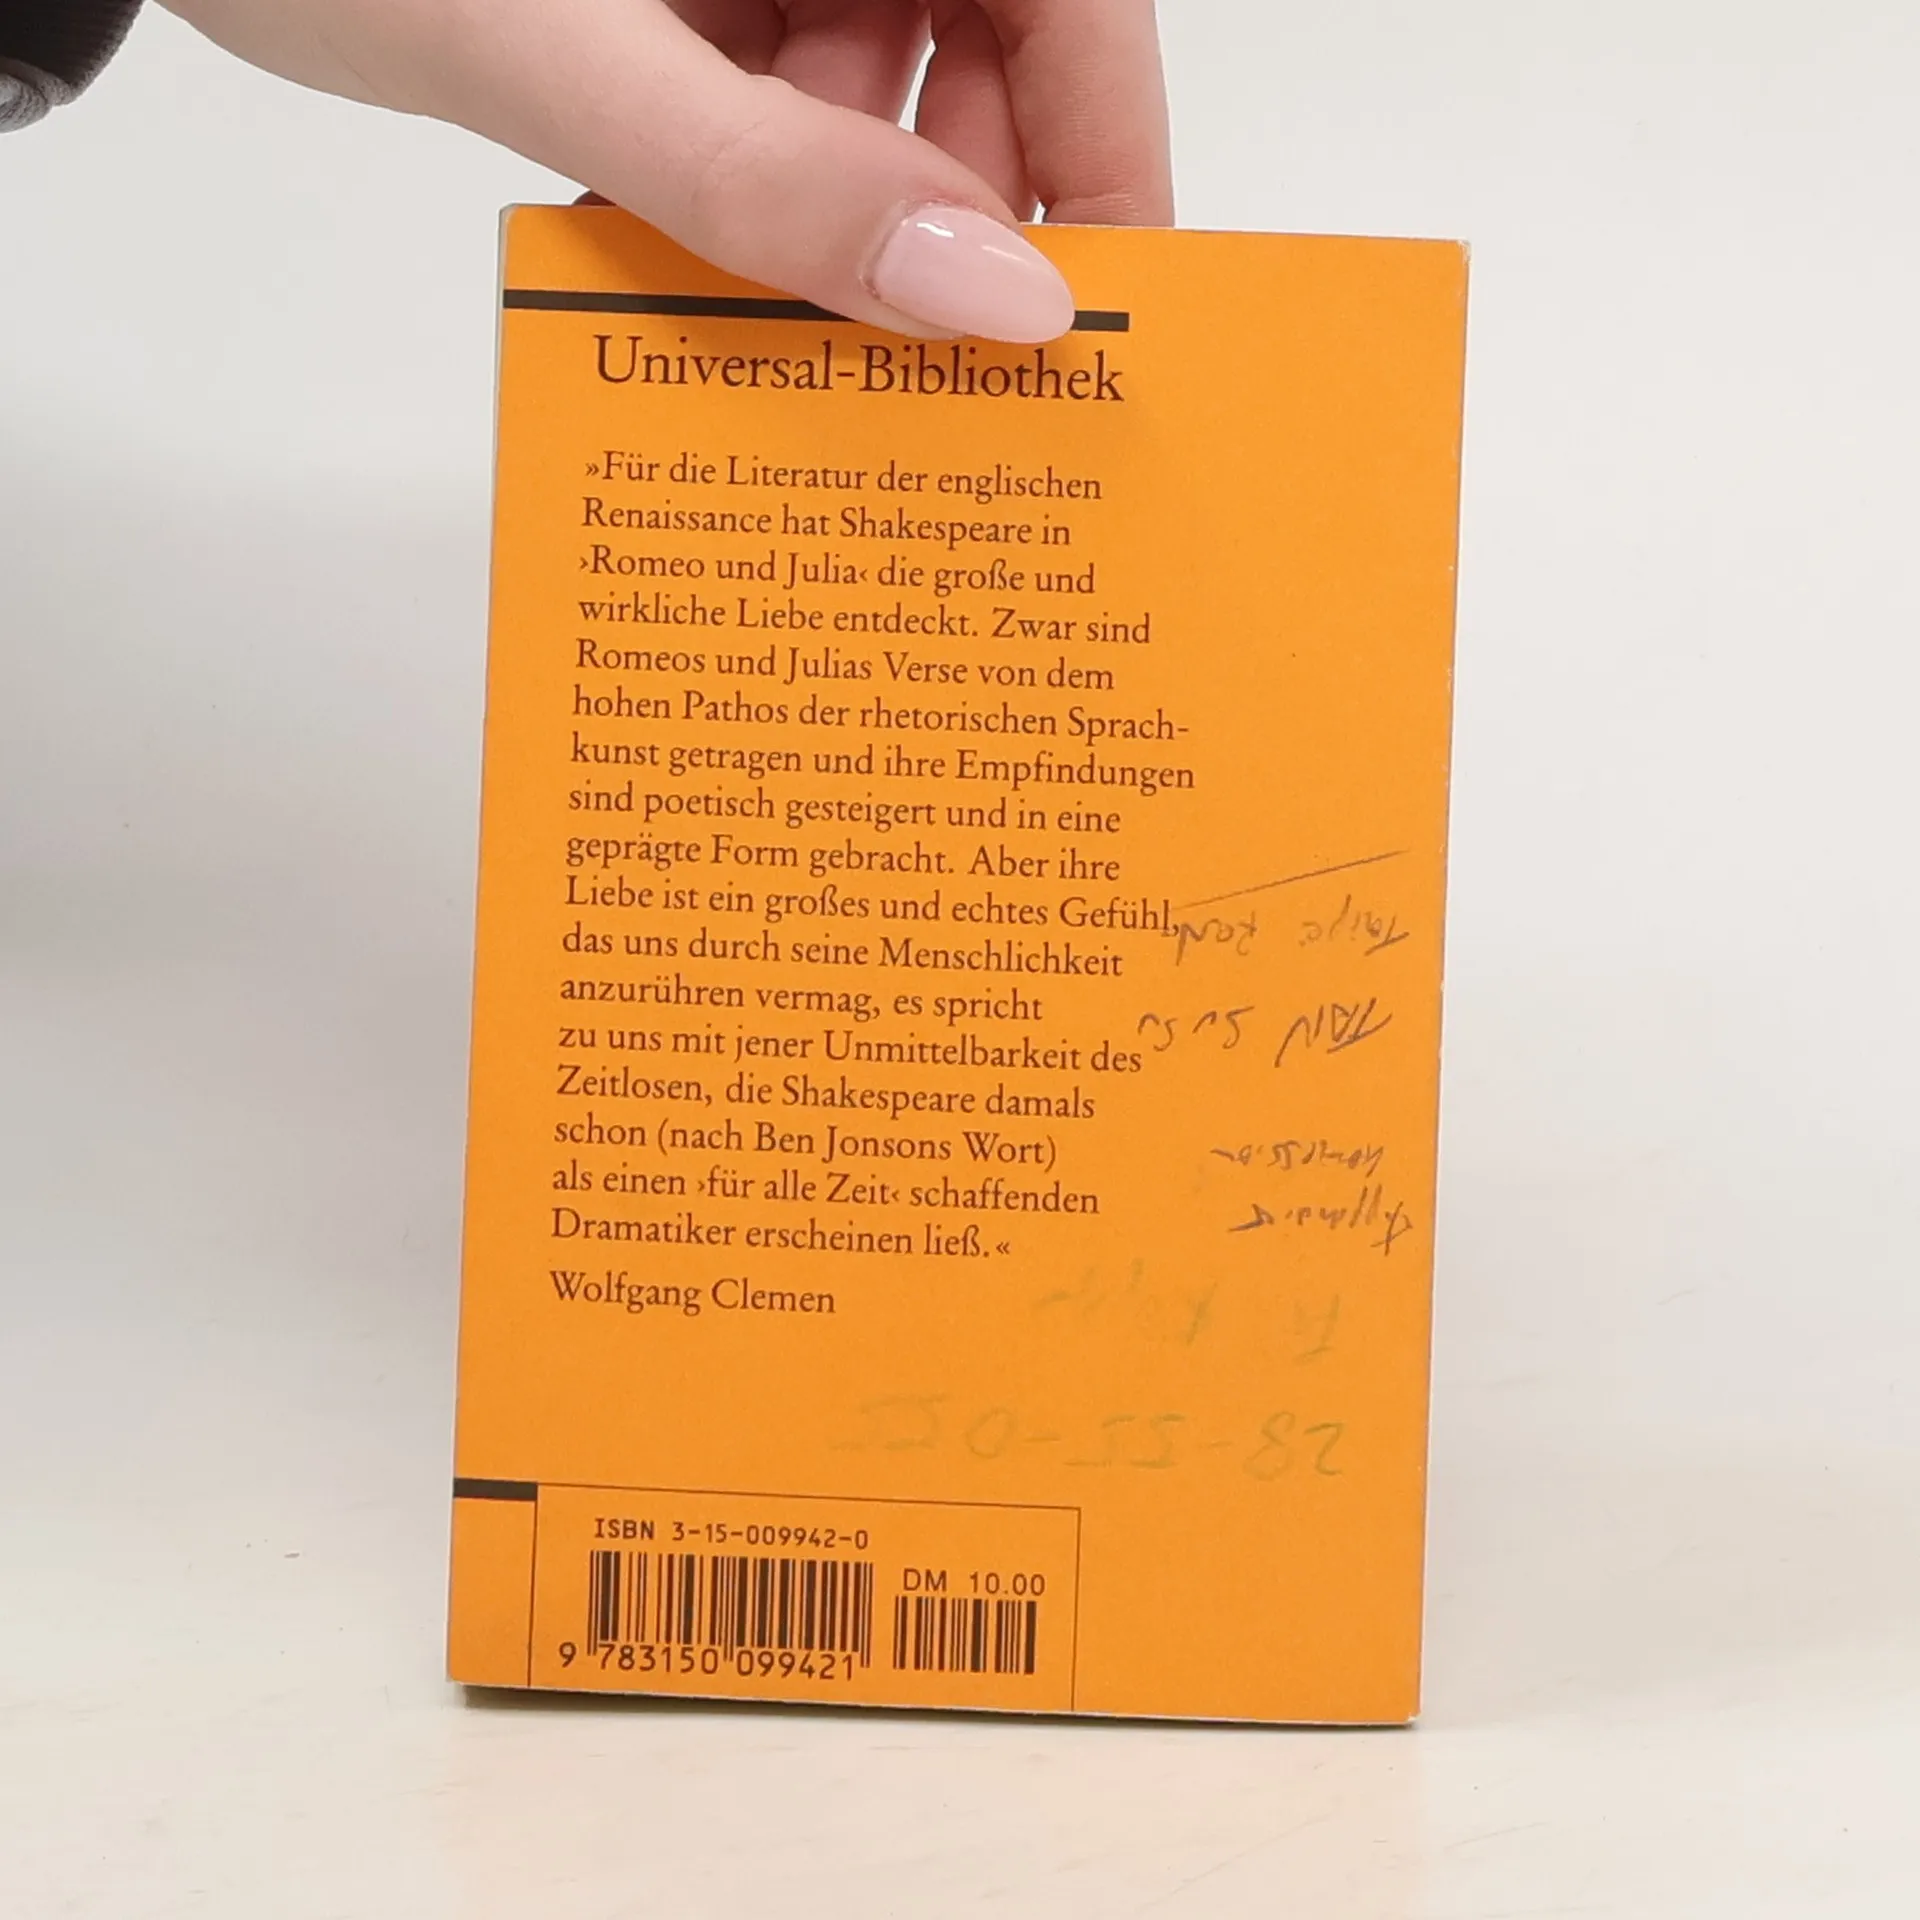 Universal-Bibliothek
»Für die Literatur der englischen
Renaissance hat Shakespeare in
›Romeo und Julia‹ die große und
wirkliche Liebe entdeckt. Zwar sind
Romeos und Julias Verse von dem
hohen Pathos der rhetorischen Sprach-
kunst getragen und ihre Empfindungen
sind poetisch gesteigert und in eine
geprägte Form gebracht. Aber ihre
Liebe ist ein großes und echtes Gefühl,
das uns durch seine Menschlichkeit
anzurühren vermag, es spricht
zu uns mit jener Unmittelbarkeit des
Zeitlosen, die Shakespeare damals
schon (nach Ben Jonsons Wort)
als einen ›für alle Zeit‹ schaffenden
Dramatiker erscheinen ließ.«
Wolfgang Clemen
ISBN 3-15-009942-0
DM 10.00
9 783150 099421